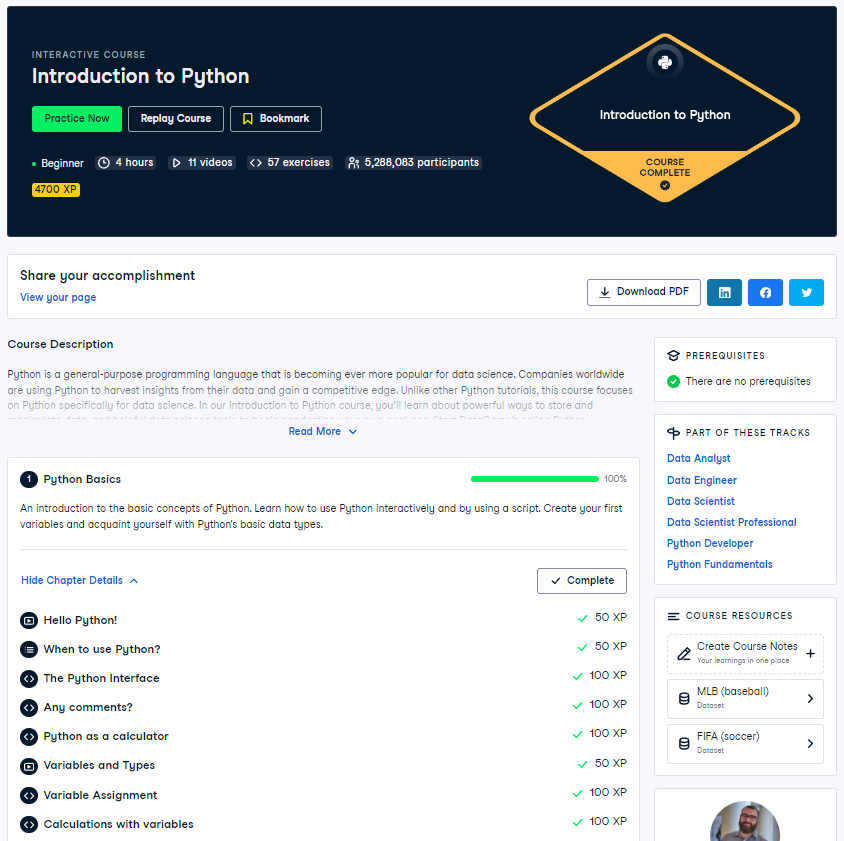 INTERACTIVE COURSE
Introduction to Python
Practice Now
Replay Course
Bookmark
Beginner
4 hours
11 videos
57 exercises
5,288,083 participants
4700 XP
Introduction to Python
COURSE
COMPLETE
Share your accomplishment
View your page
Download PDF
Course Description
Python is a general-purpose programming language that is becoming ever more popular for data science. Companies worldwide
are using Python to harvest insights from their data and gain a competitive edge. Unlike other Python tutorials, this course focuses
on Python specifically for data science. In our Introduction to Python course, you'll learn about powerful ways to store and
Read More
1 Python Basics
100%
An introduction to the basic concepts of Python. Learn how to use Python interactively and by using a script. Create your first
variables and acquaint yourself with Python's basic data types.
Hide Chapter Details
Complete
Hello Python! 50 XP
When to use Python? 50 XP
The Python Interface 100 XP
Any comments? 100 XP
Python as a calculator 100 XP
Variables and Types 50 XP
Variable Assignment 100 XP
Calculations with variables 100 XP
PREREQUISITES
There are no prerequisites
PART OF THESE TRACKS
Data Analyst
Data Engineer
Data Scientist
Data Scientist Professional
Python Developer
Python Fundamentals
COURSE RESOURCES
Create Course Notes
Your learnings in one place
MLB (baseball)
Dataset
FIFA (soccer)
Dataset